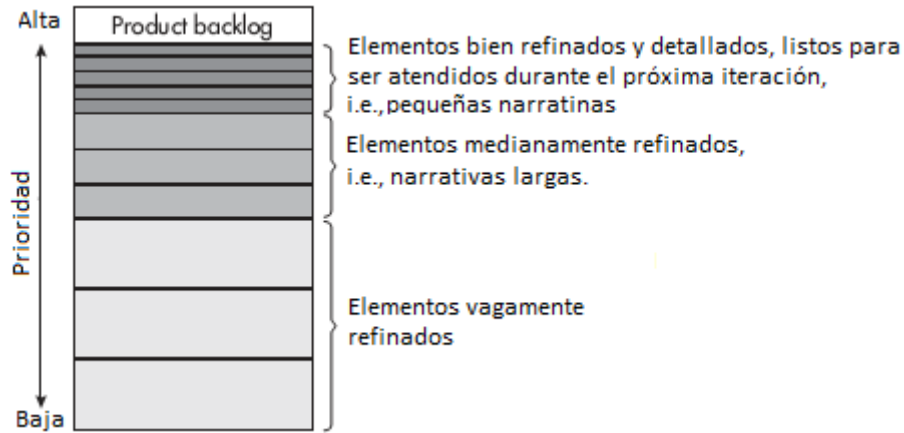 Alta
Product backlog
Elementos bien refinados y detallados, listos para
ser atendidos durante el próxima iteración,
i.e.,pequeñas narratinas
Elementos medianamente refinados,
i.e., narrativas largas.
Prioridad
Elementos vagamente
refinados
Baja